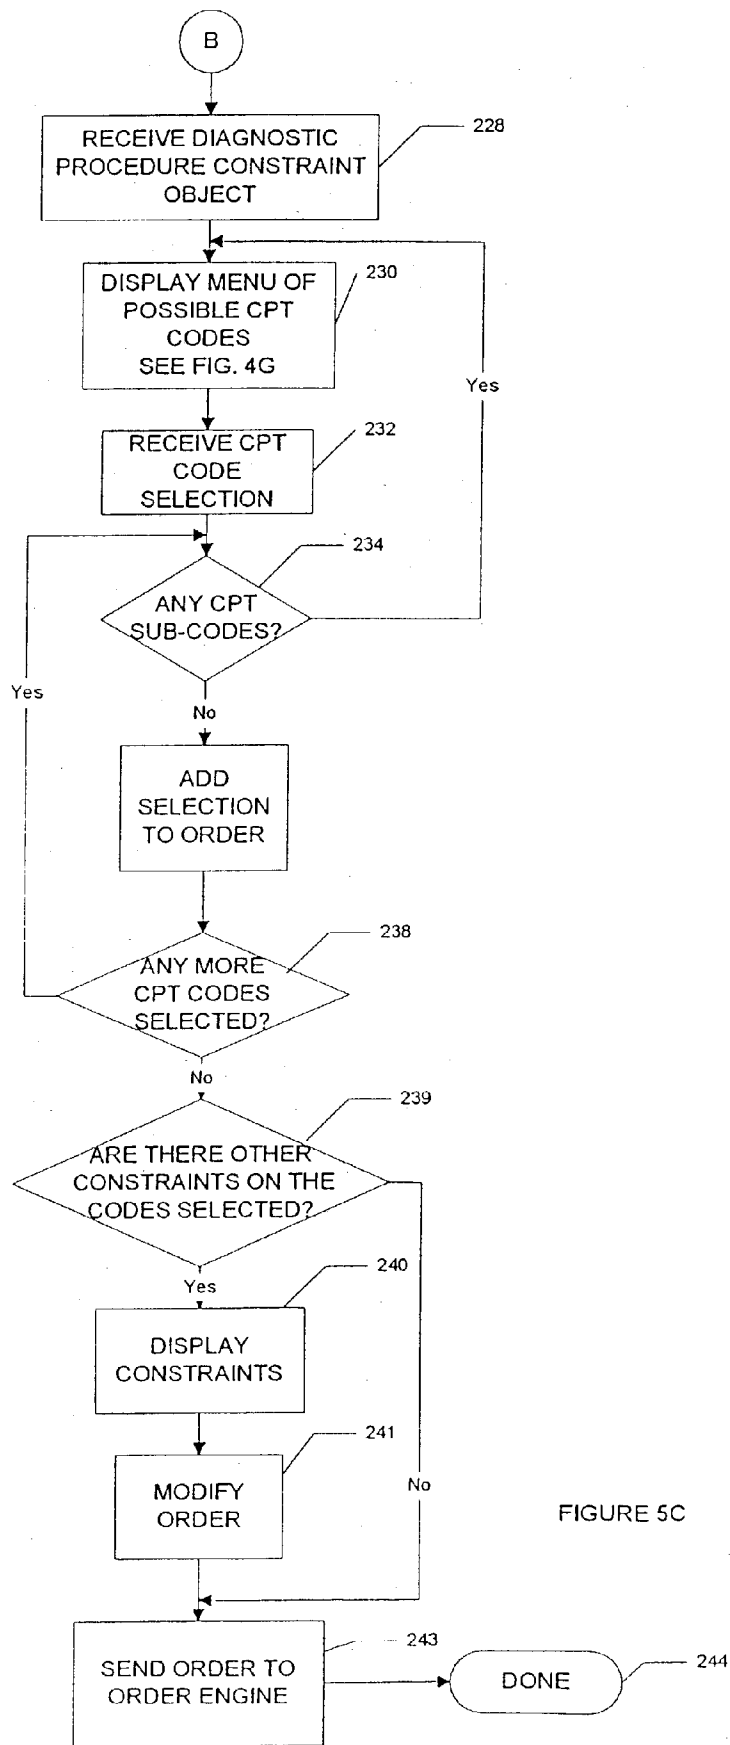 B
RECEIVE DIAGNOSTIC
PROCEDURE CONSTRAINT
OBJECT
228
DISPLAY MENU OF
POSSIBLE CPT
CODES
SEE FIG. 4G
230
Yes
RECEIVE CPT
CODE
SELECTION
232
234
ANY CPT
SUB-CODES?
Yes
No
ADD
SELECTION
TO ORDER
238
ANY MORE
CPT CODES
SELECTED?
No
239
ARE THERE OTHER
CONSTRAINTS ON THE
CODES SELECTED?
Yes
240
DISPLAY
CONSTRAINTS
241
MODIFY
ORDER
No
FIGURE 5C
243
SEND ORDER TO
ORDER ENGINE
DONE
244